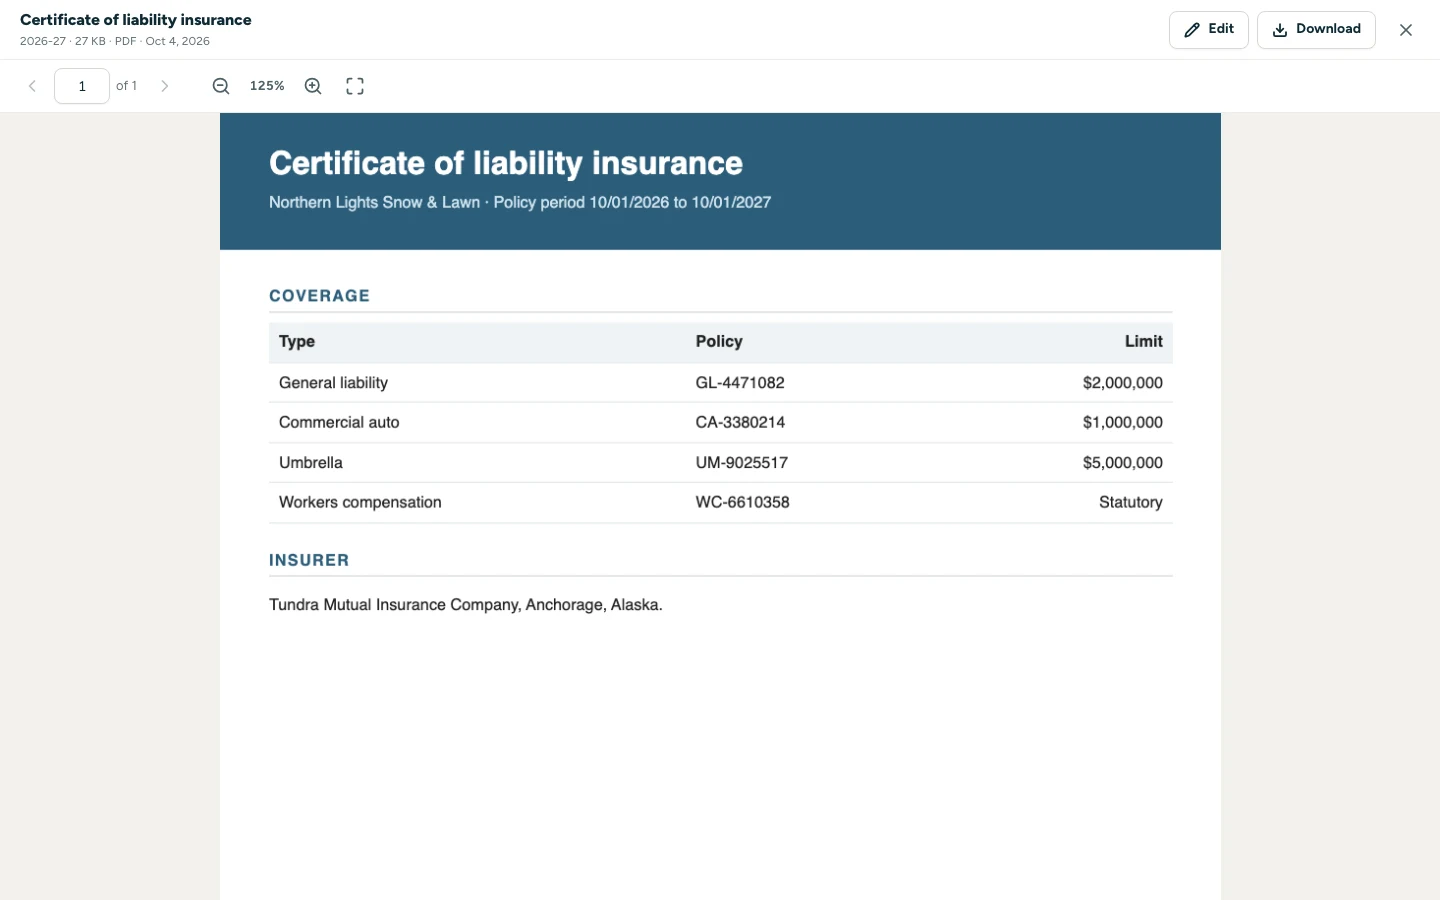 Certificate of liability insurance
2026-27 · 27 KB · PDF · Oct 4, 2026
Edit
Download
1 of 1
125%
Certificate of liability insurance
Northern Lights Snow & Lawn · Policy period 10/01/2026 to 10/01/2027
COVERAGE
Type Policy Limit
General liability GL-4471082 $2,000,000
Commercial auto CA-3380214 $1,000,000
Umbrella UM-9025517 $5,000,000
Workers compensation WC-6610358 Statutory
INSURER
Tundra Mutual Insurance Company, Anchorage, Alaska.